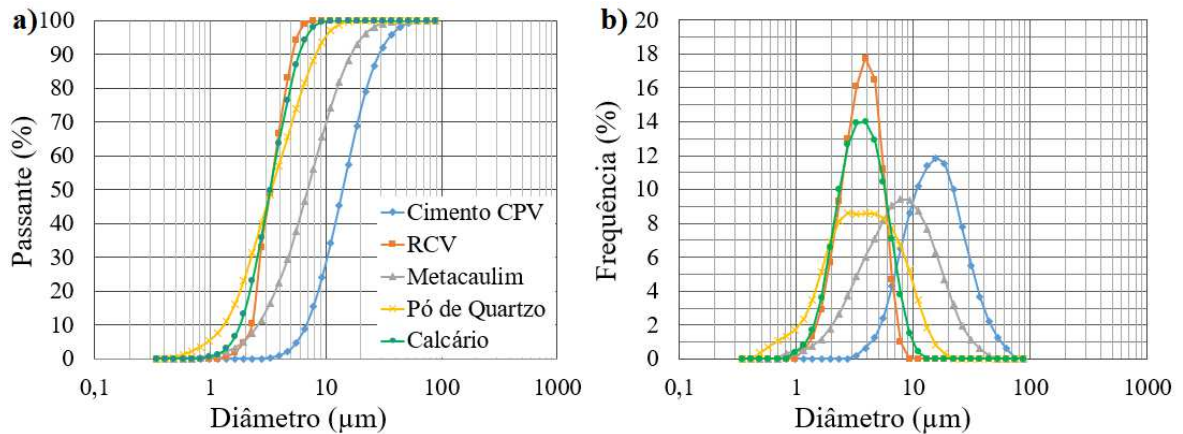 a)
100
90
80
70
60
50
40
30
20
10
0
Passante (%)
0,1
1
10
100
1000
Diâmetro (µm)
Cimento CPV
RCV
Metacaulim
Pó de Quartzo
Calcário
b)
20
18
16
14
12
10
8
6
4
2
0
Frequência (%)
0,1
1
10
100
1000
Diâmetro (µm)